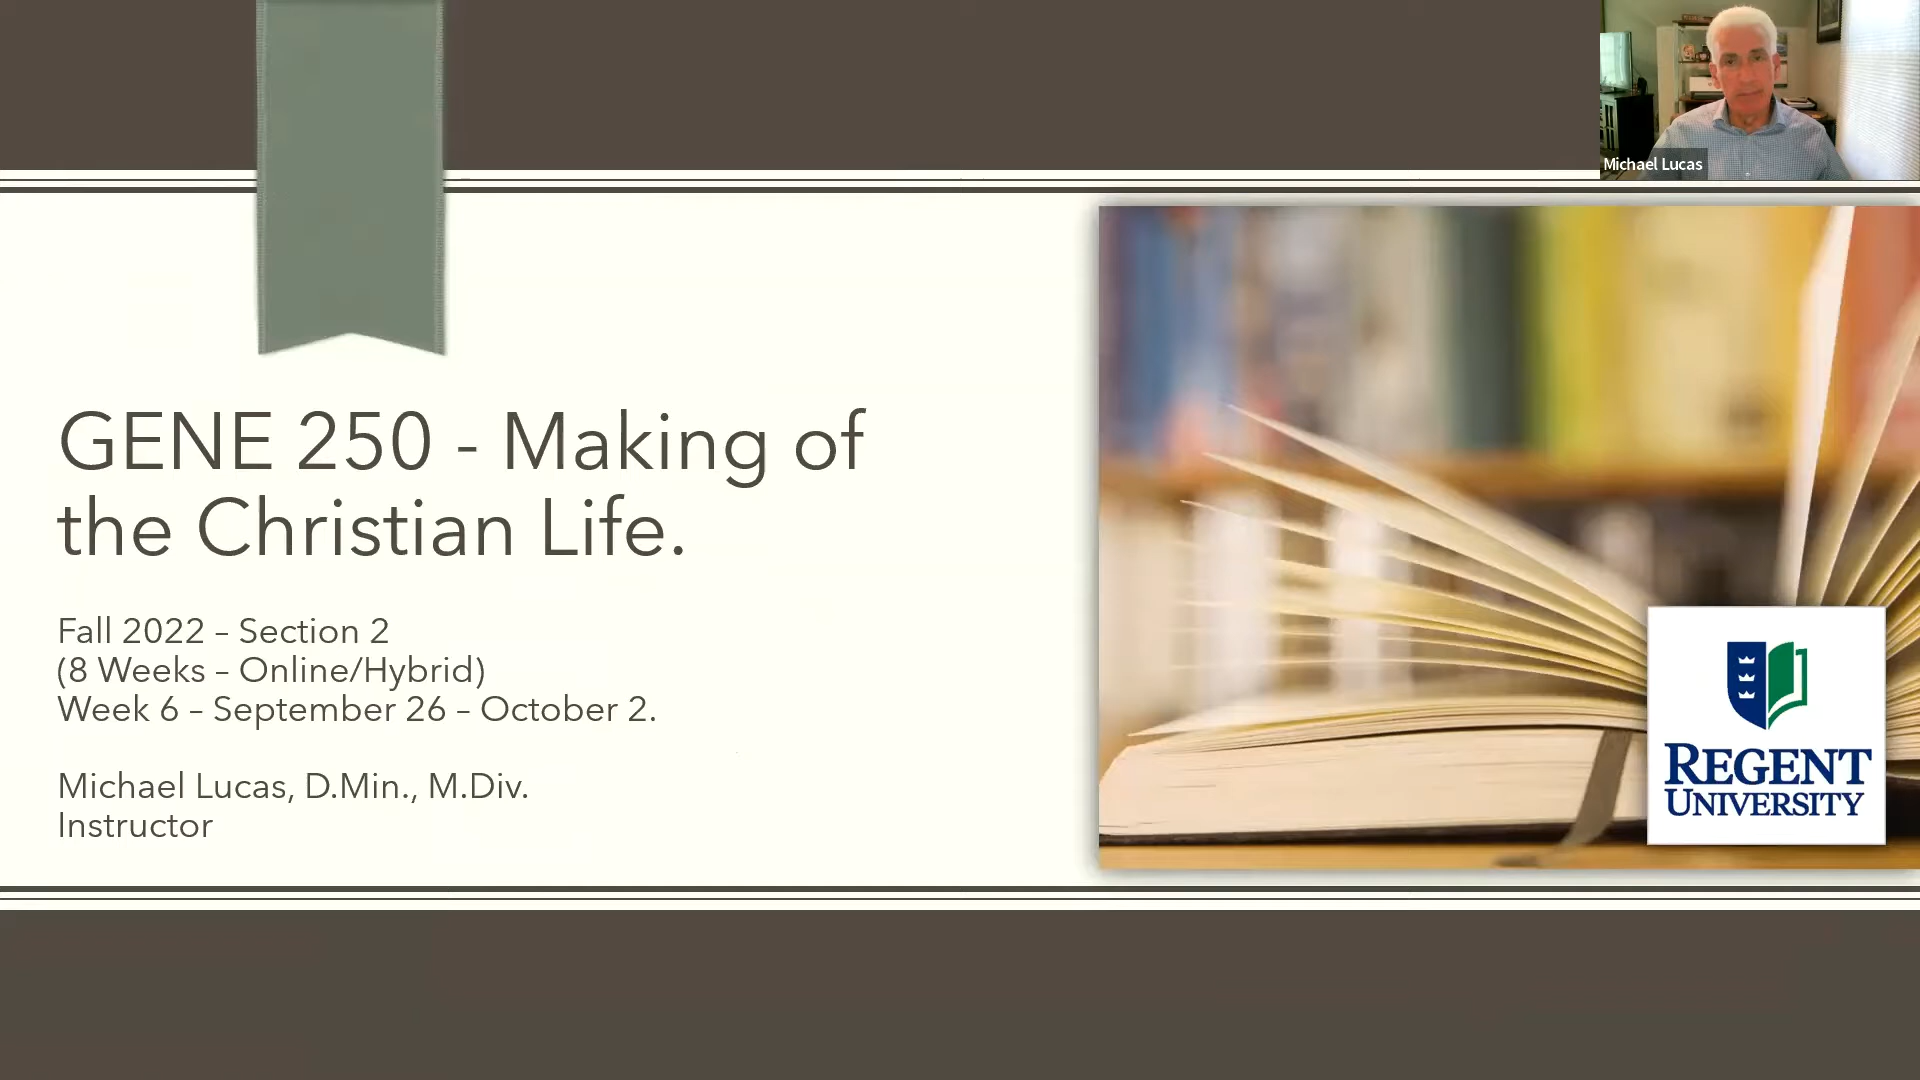 Michael Lucas
GENE 250 - Making of
the Christian Life.
Fall 2022 – Section 2
(8 Weeks – Online/Hybrid)
Week 6 – September 26 – October 2.
Michael Lucas, D.Min., M.Div.
Instructor
REGENT
UNIVERSITY